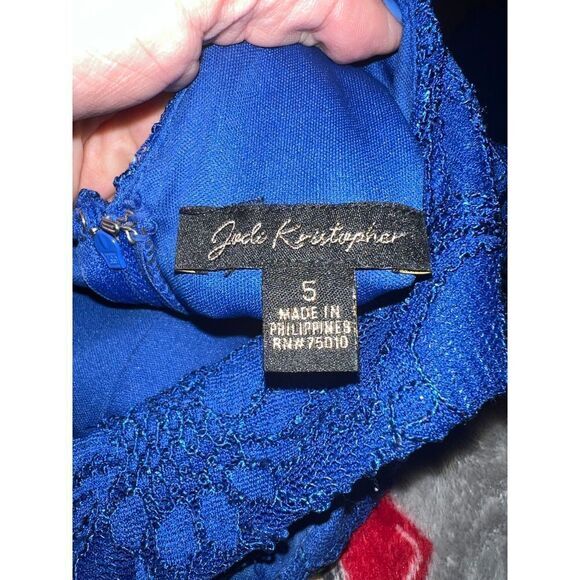 Jodi Kristopher
5
MADE IN
PHILIPPINES
RN#75010